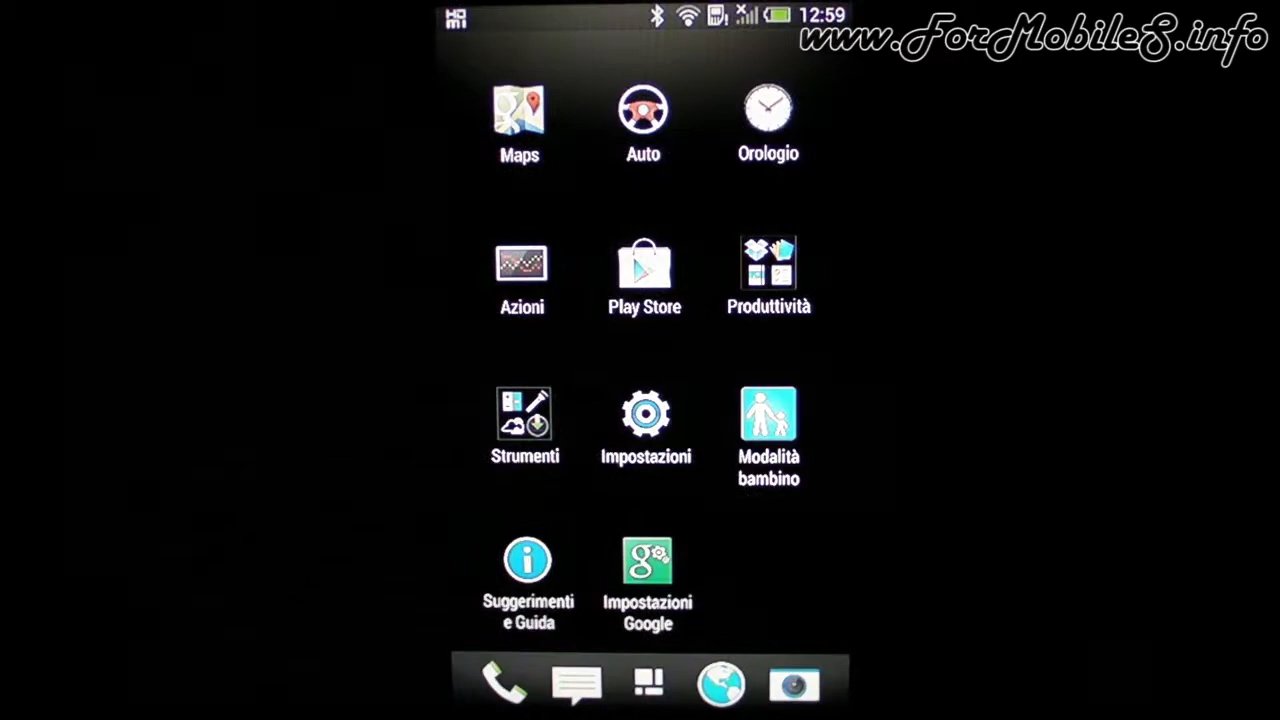 12:59
www.ForMobileS.info
Maps
Auto
Orologio
Azioni
Play Store
Produttività
Strumenti
Impostazioni
Modalità
bambino
Suggerimenti
e Guida
Impostazioni
Google